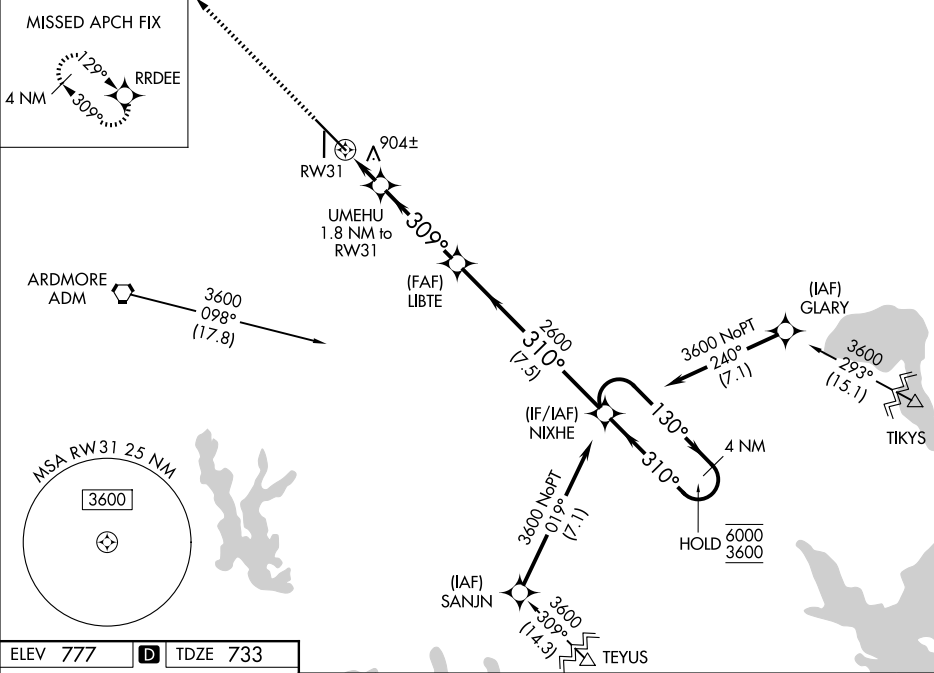 MISSED APCH FIX
129°
RRDEE
4 NM
309°
904±
RW31
UMEHU
1.8 NM to
RW31
309°
(FAF)
LIBTE
ARDMORE
ADM
3600
098°
(17.8)
2600
310°
(7.5)
(IAF)
GLARY
3600 NoPT
240°
(7.1)
3600
293°
(15.1)
TIKYS
(IF/IAF)
NIXHE
130°
310°
4 NM
HOLD
6000
3600
3600 NoPT
019°
(7.1)
MSA RW31 25 NM
3600
(IAF)
SANJN
3600
309°
(14.3)
TEYUS
ELEV 777
D
TDZE 733